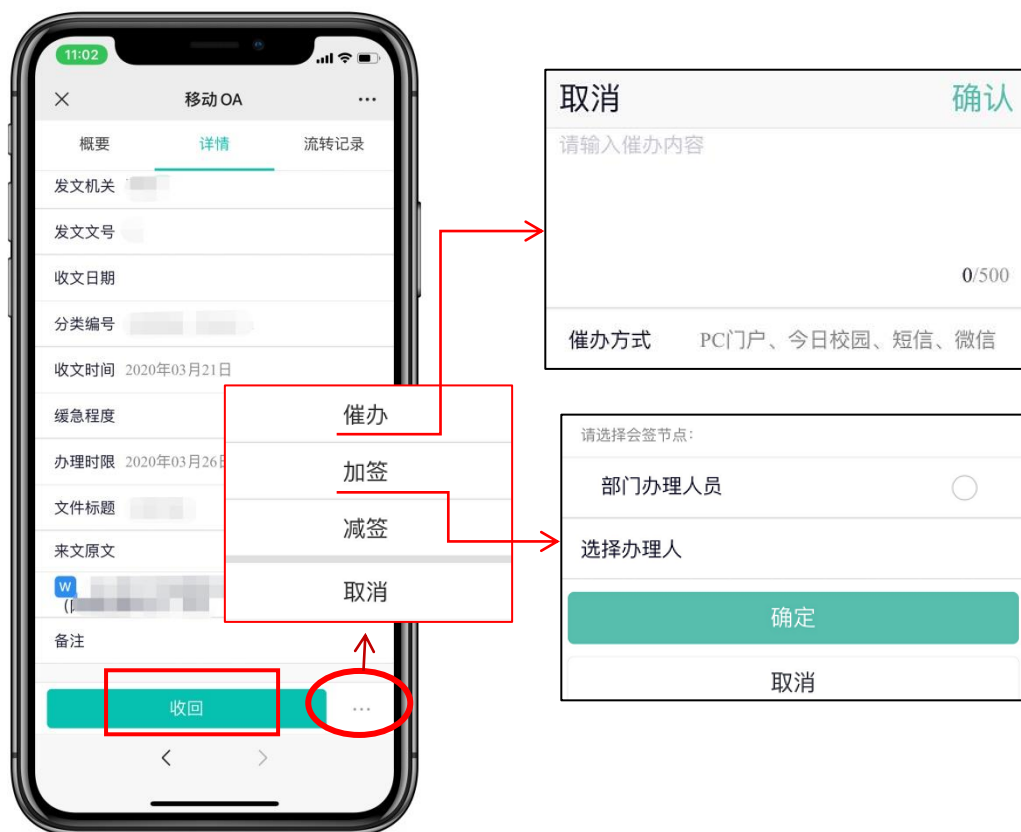 11:02
移动OA
概要 详情 流转记录
发文机关
发文文号
收文日期
分类编号
收文时间 2020年03月21日
缓急程度
办理时限 2020年03月26
文件标题
来文原文
W
备注
收回 ...
催办
加签
减签
取消
取消 确认
请输入催办内容
0/500
催办方式 PC门户、今日校园、短信、微信
请选择会签节点:
部门办理人员
选择办理人
确定
取消